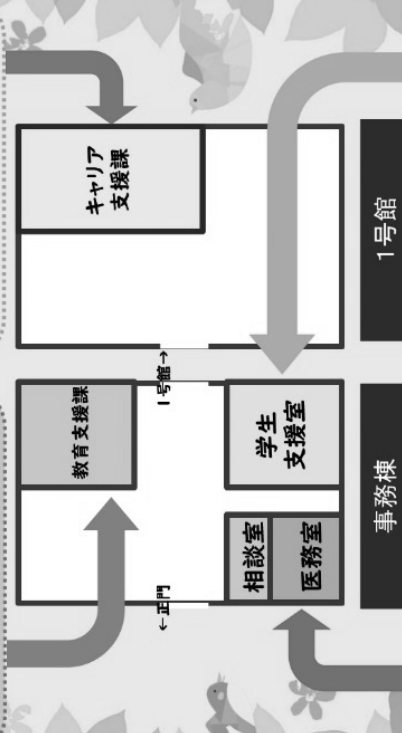 教育支援課
キャリア
支援課
←正門
1号館→
相談室
医務室
学生
支援室
事務棟
1号館